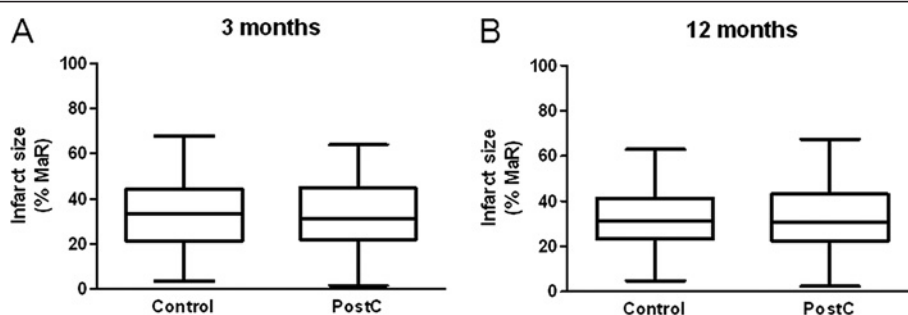 A
3 months
Infarct size
(% MaR)
100
80
60
40
20
0
Control
PostC
B
12 months
Infarct size
(% MaR)
100
80
60
40
20
0
Control
PostC